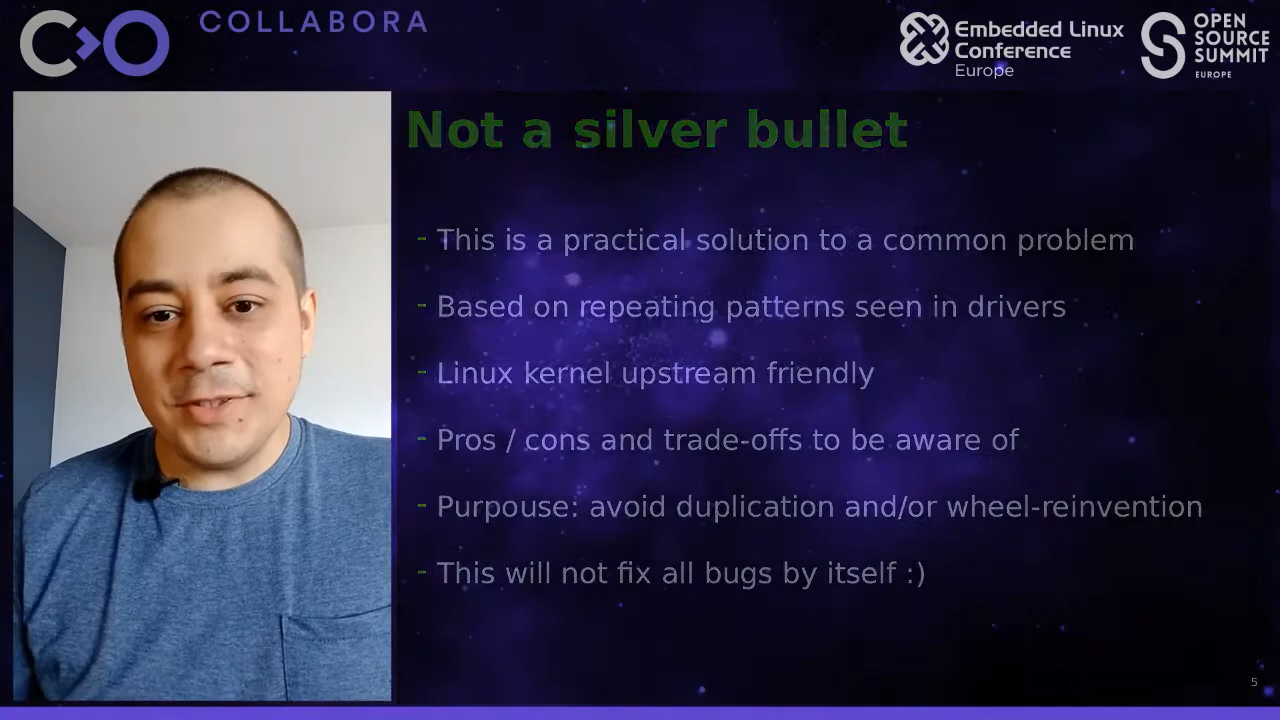 COLLABORA
Embedded Linux
Conference
Europe
OPEN
SOURCE
SUMMIT
EUROPE
Not a silver bullet
- This is a practical solution to a common problem
- Based on repeating patterns seen in drivers
- Linux kernel upstream friendly
- Pros / cons and trade-offs to be aware of
- Purpouse: avoid duplication and/or wheel-reinvention
- This will not fix all bugs by itself :)
5